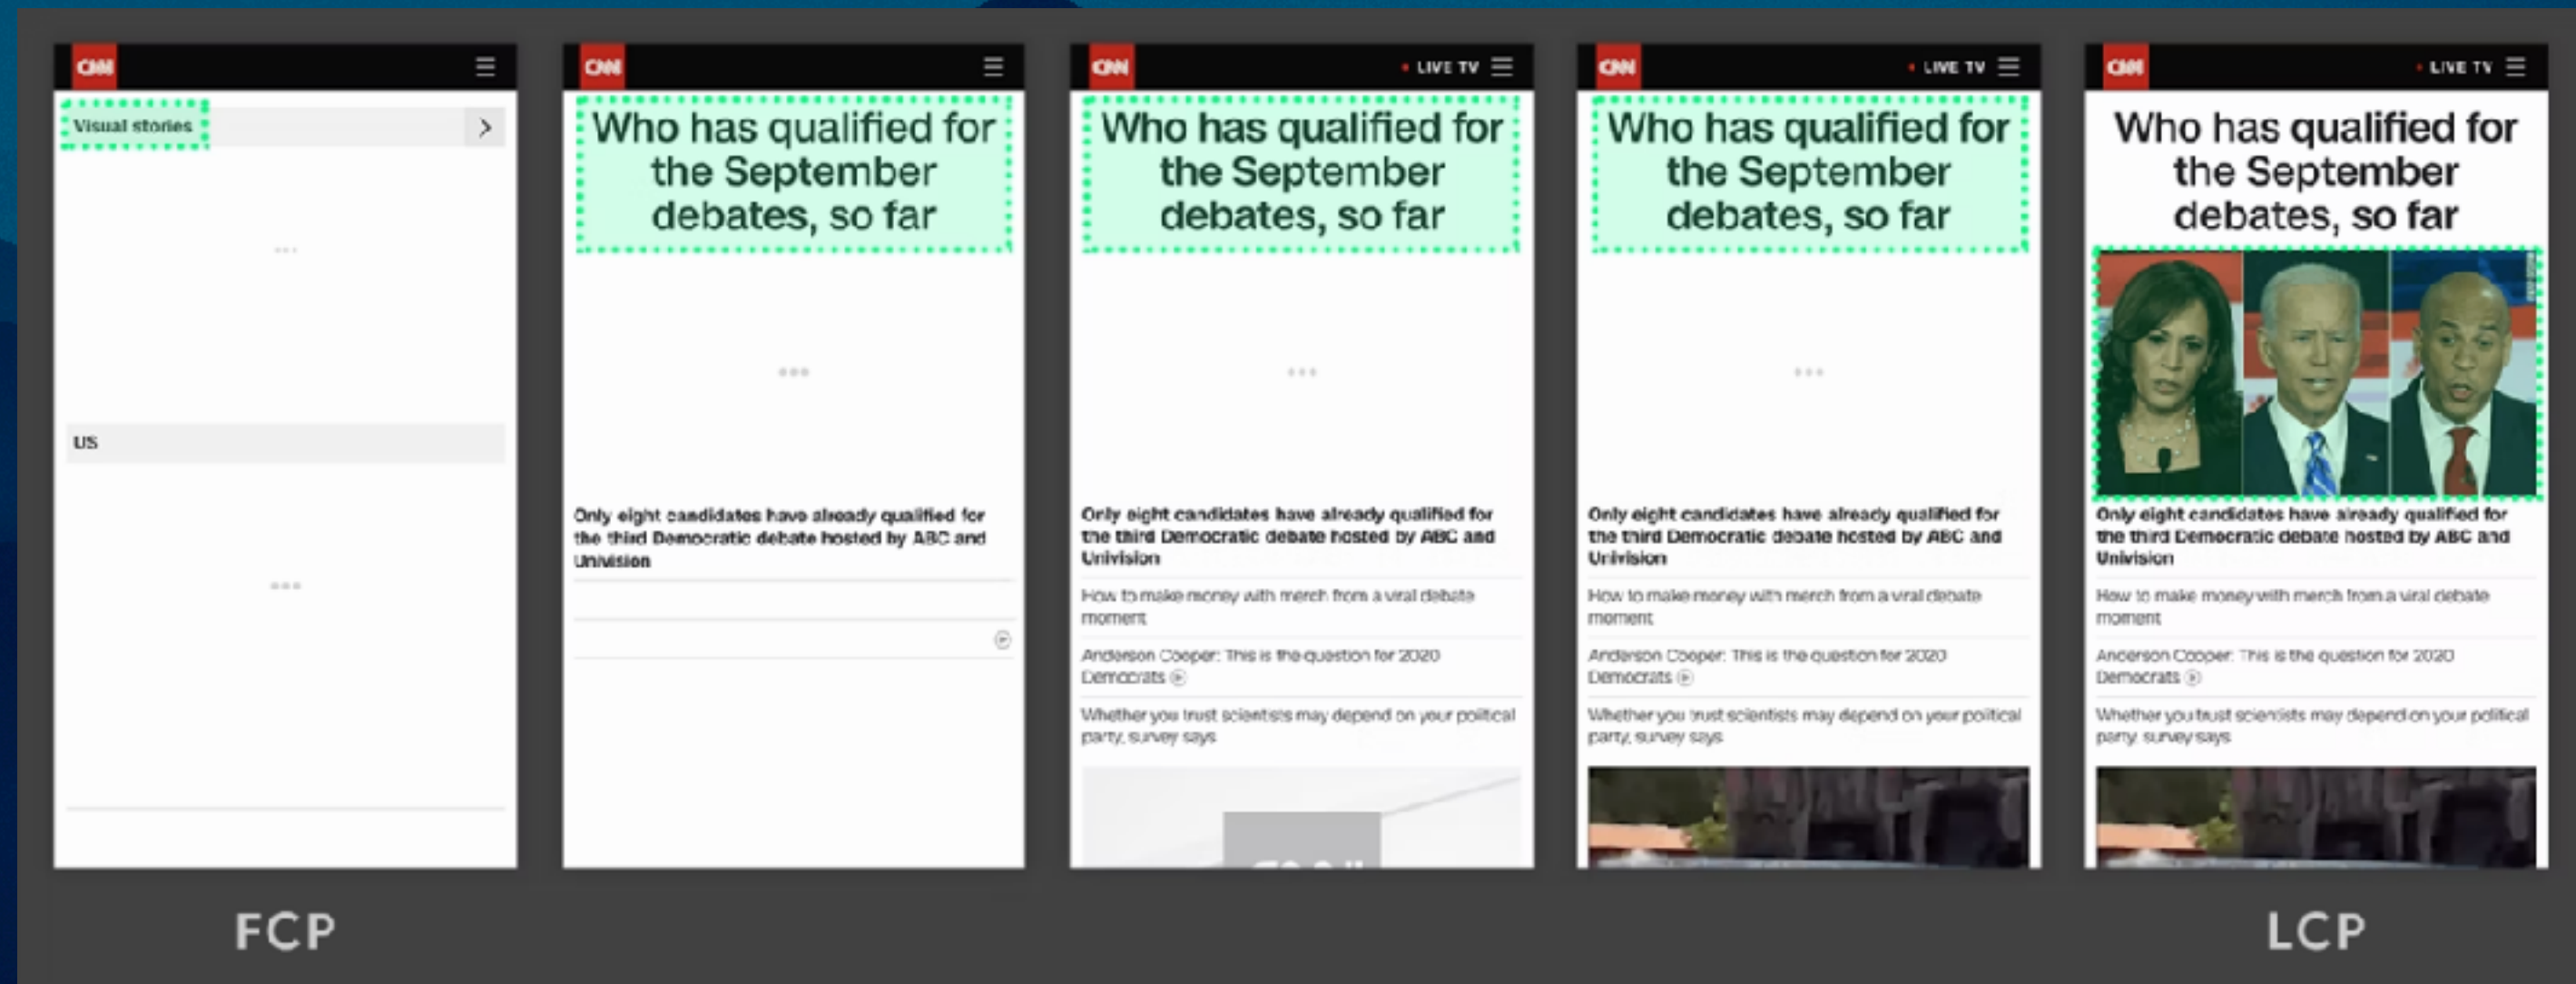 CNN
Visual stories
US
FCP
CNN
Who has qualified for
the September
debates, so far
Only eight candidates have already qualified for
the third Democratic debate hosted by ABC and
Univision
CNN
LIVE TV
Who has qualified for
the September
debates, so far
Only eight candidates have already qualified for
the third Democratic debate hosted by ABC and
Univision
How to make money with merch from a viral debate
moment
Anderson Cooper: This is the question for 2020
Democrats
Whether you trust scientists may depend on your political
party, survey says
CNN
LIVE TV
Who has qualified for
the September
debates, so far
Only eight candidates have already qualified for
the third Democratic debate hosted by ABC and
Univision
How to make money with merch from a viral debate
moment
Anderson Cooper: This is the question for 2020
Democrats
Whether you trust scientists may depend on your political
party, survey says
CNN
LIVE TV
Who has qualified for
the September
debates, so far
Only eight candidates have already qualified for
the third Democratic debate hosted by ABC and
Univision
How to make money with merch from a viral debate
moment
Anderson Cooper: This is the question for 2020
Democrats
Whether you trust scientists may depend on your political
party, survey says
LCP